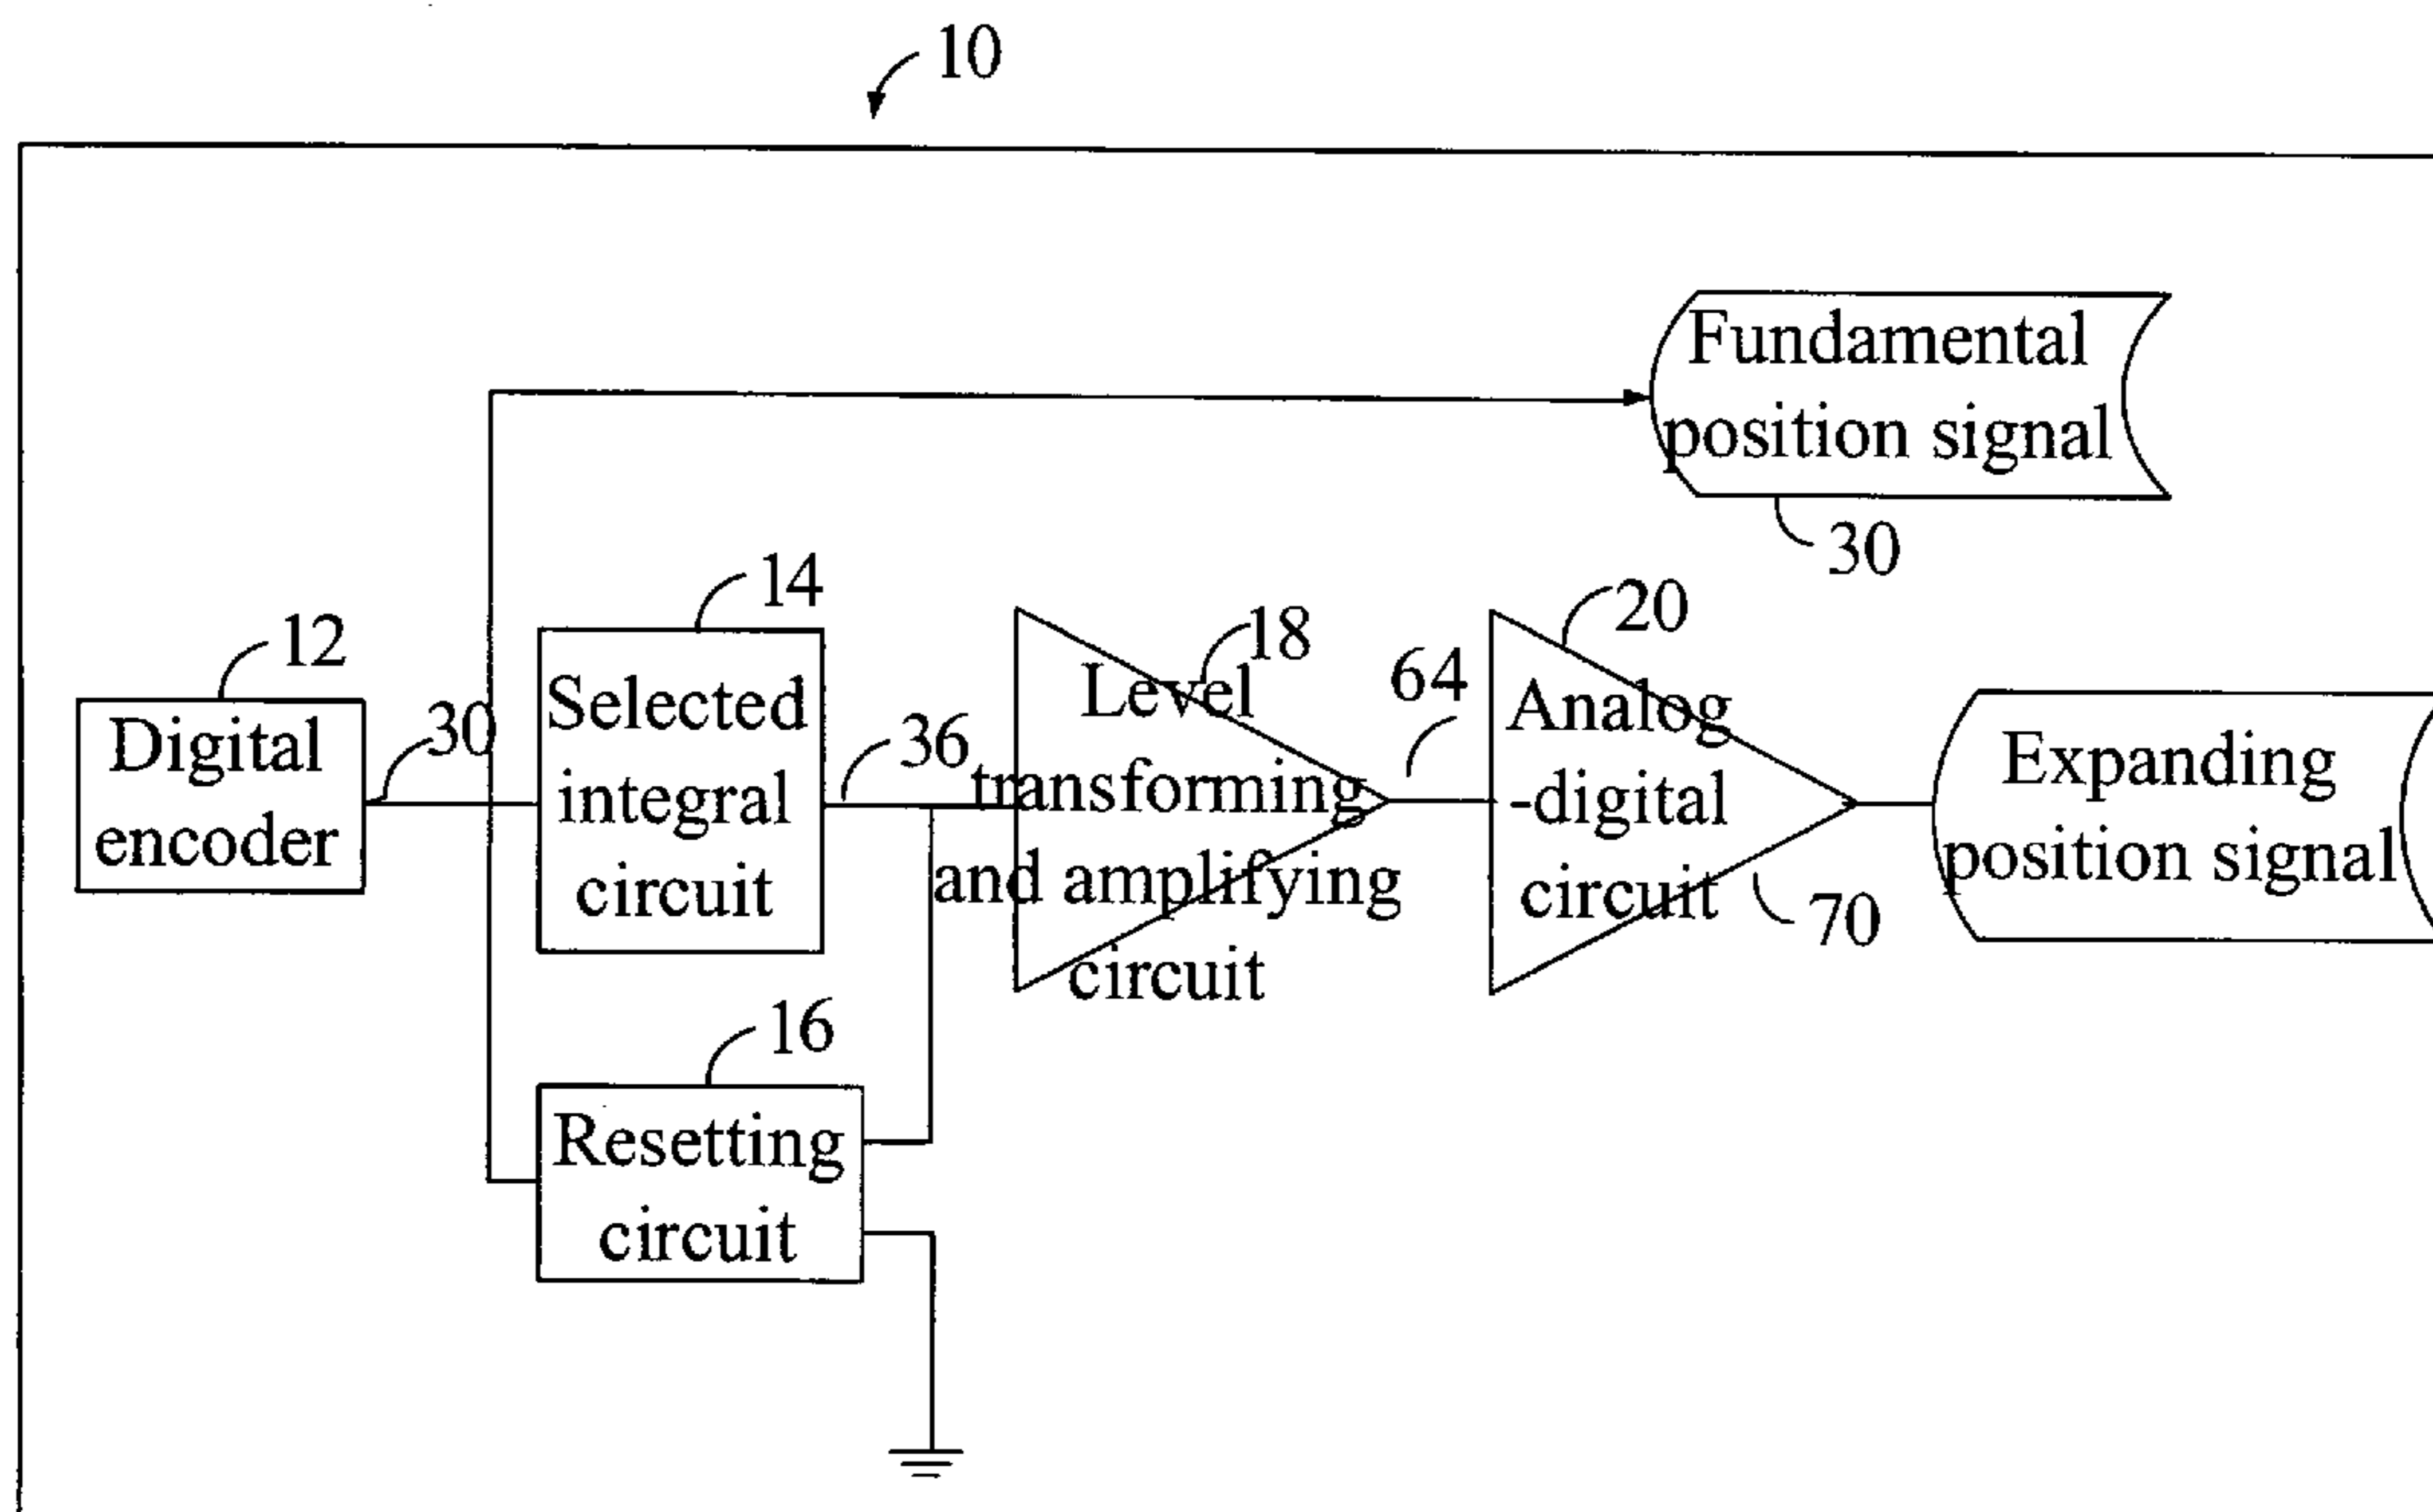 10
Fundamental
position signal
30
14
12
18
20
64
Digital
encoder
30
Selected
integral
circuit
36
Level
transforming
and amplifying
circuit
Analog
-digital
circuit
70
Expanding
position signal
16
Resetting
circuit